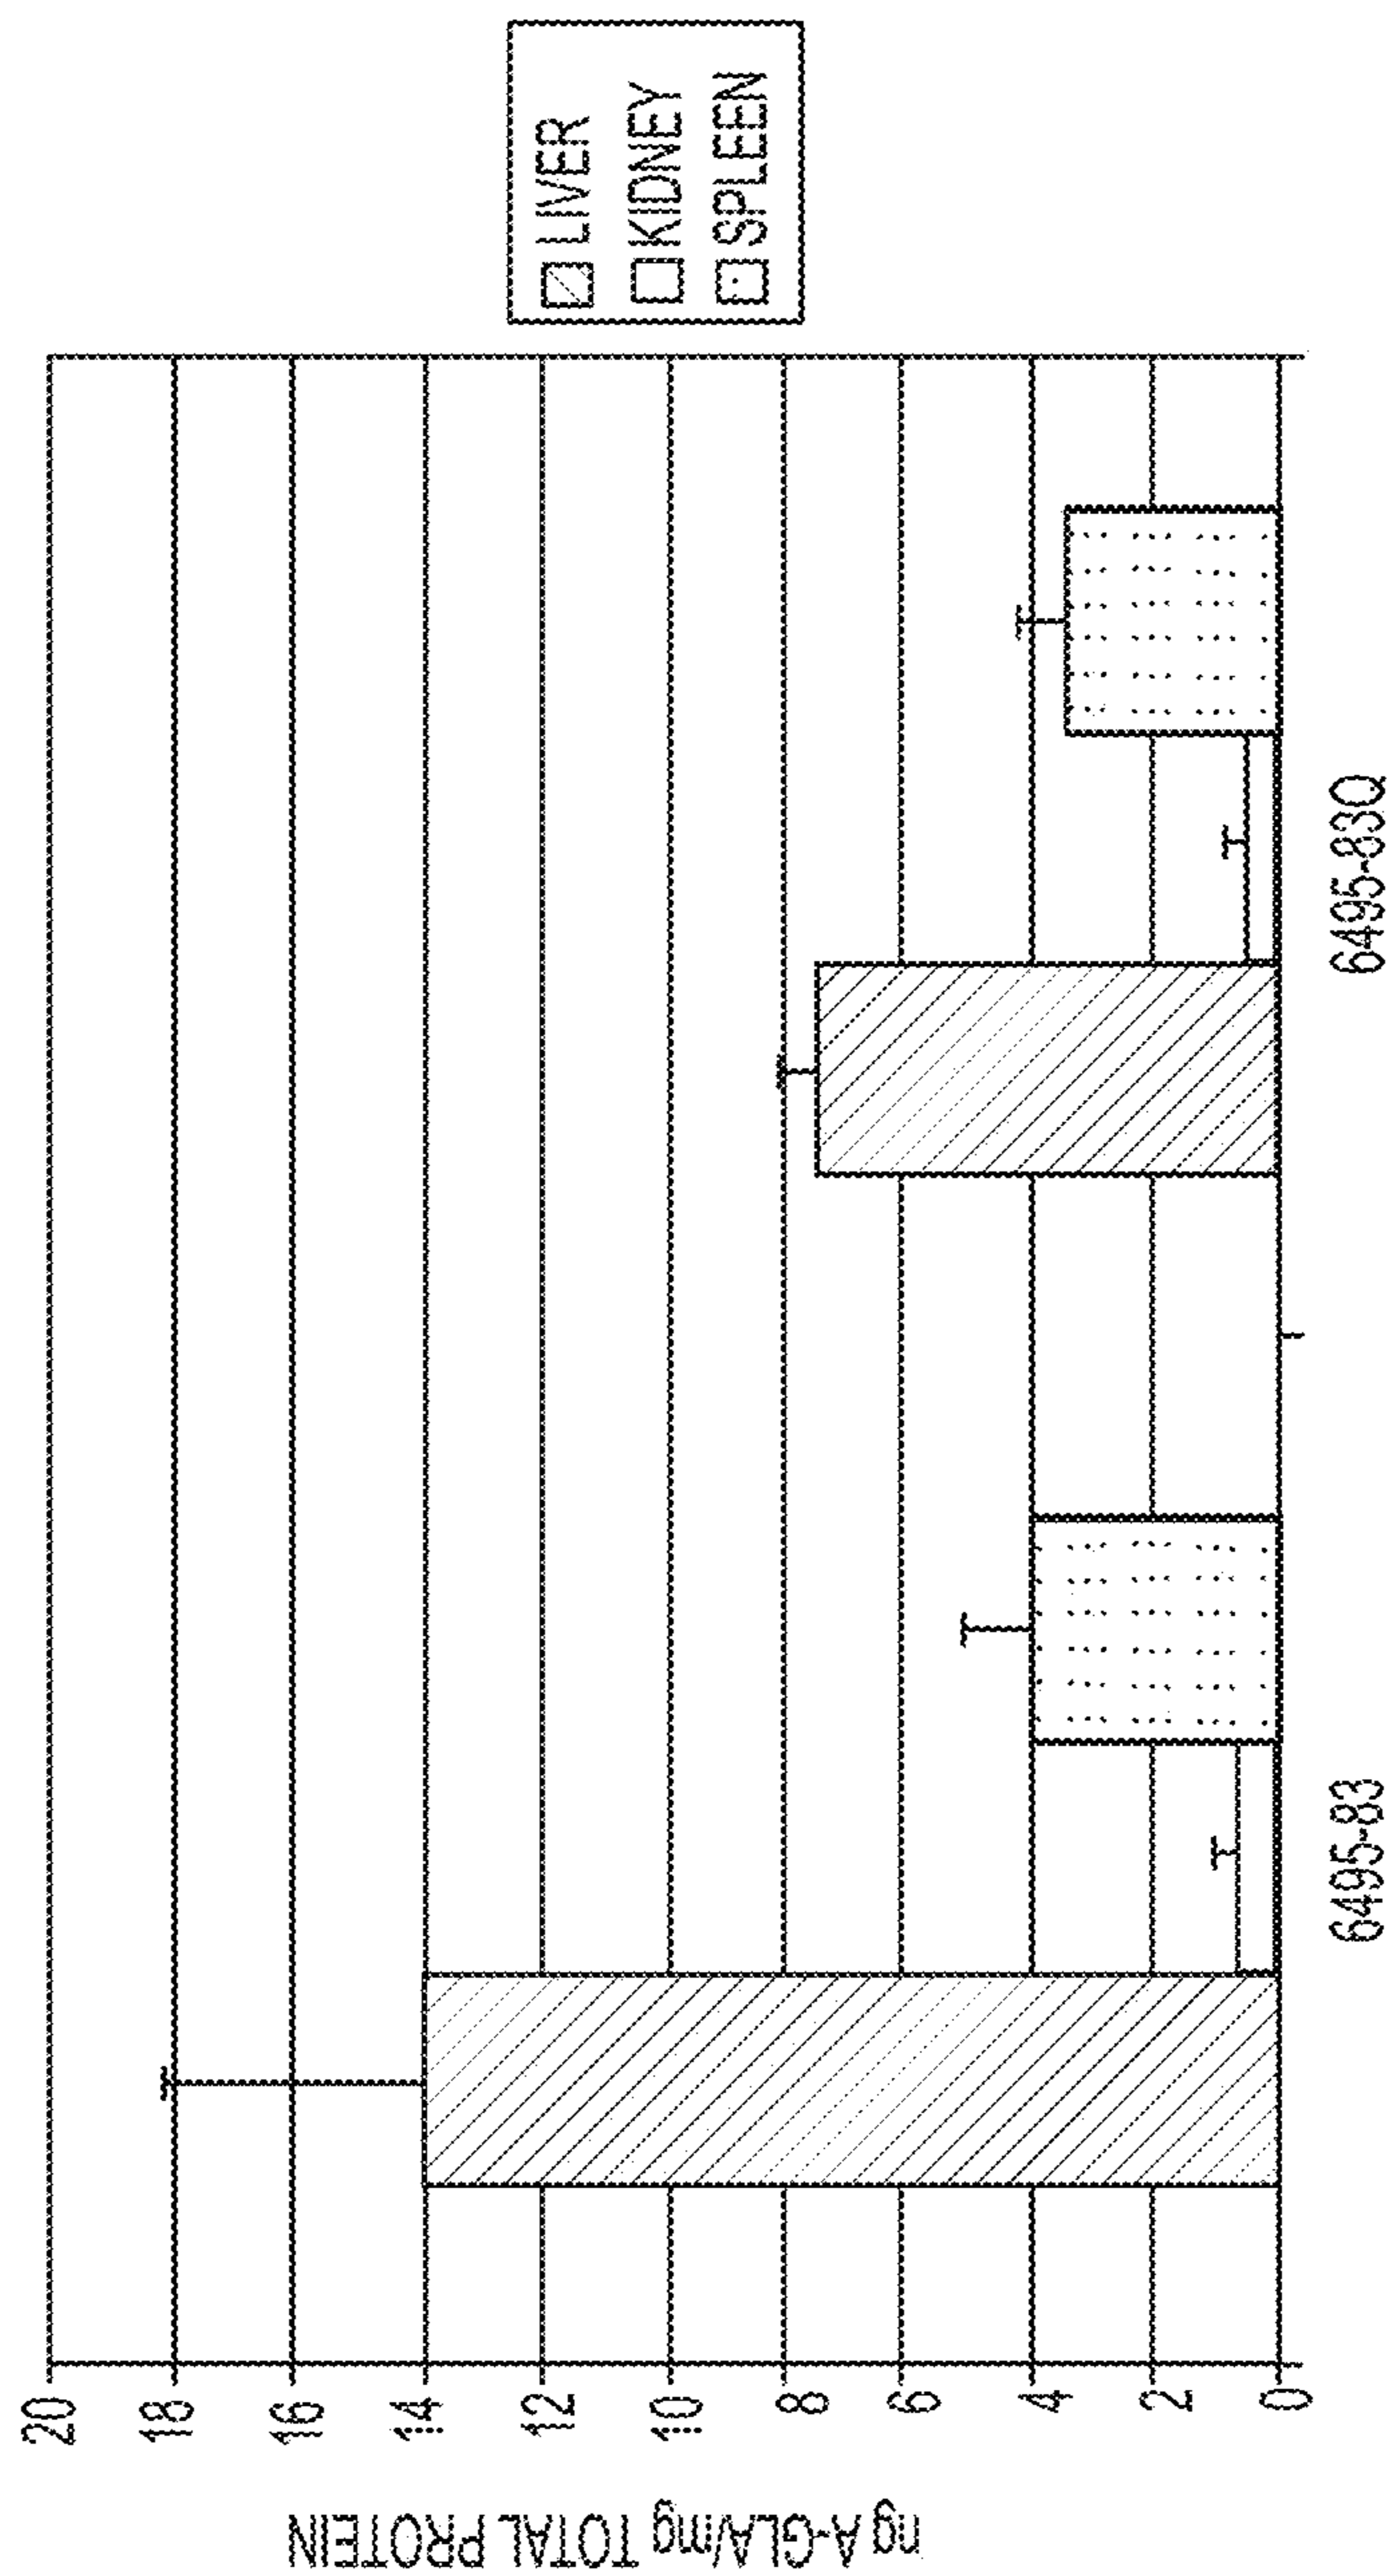 ng A-GLA/mg TOTAL PROTEIN
20
18
16
14
12
10
8
6
4
2
0
6495-83
6495-83Q
LIVER
KIDNEY
SPLEEN